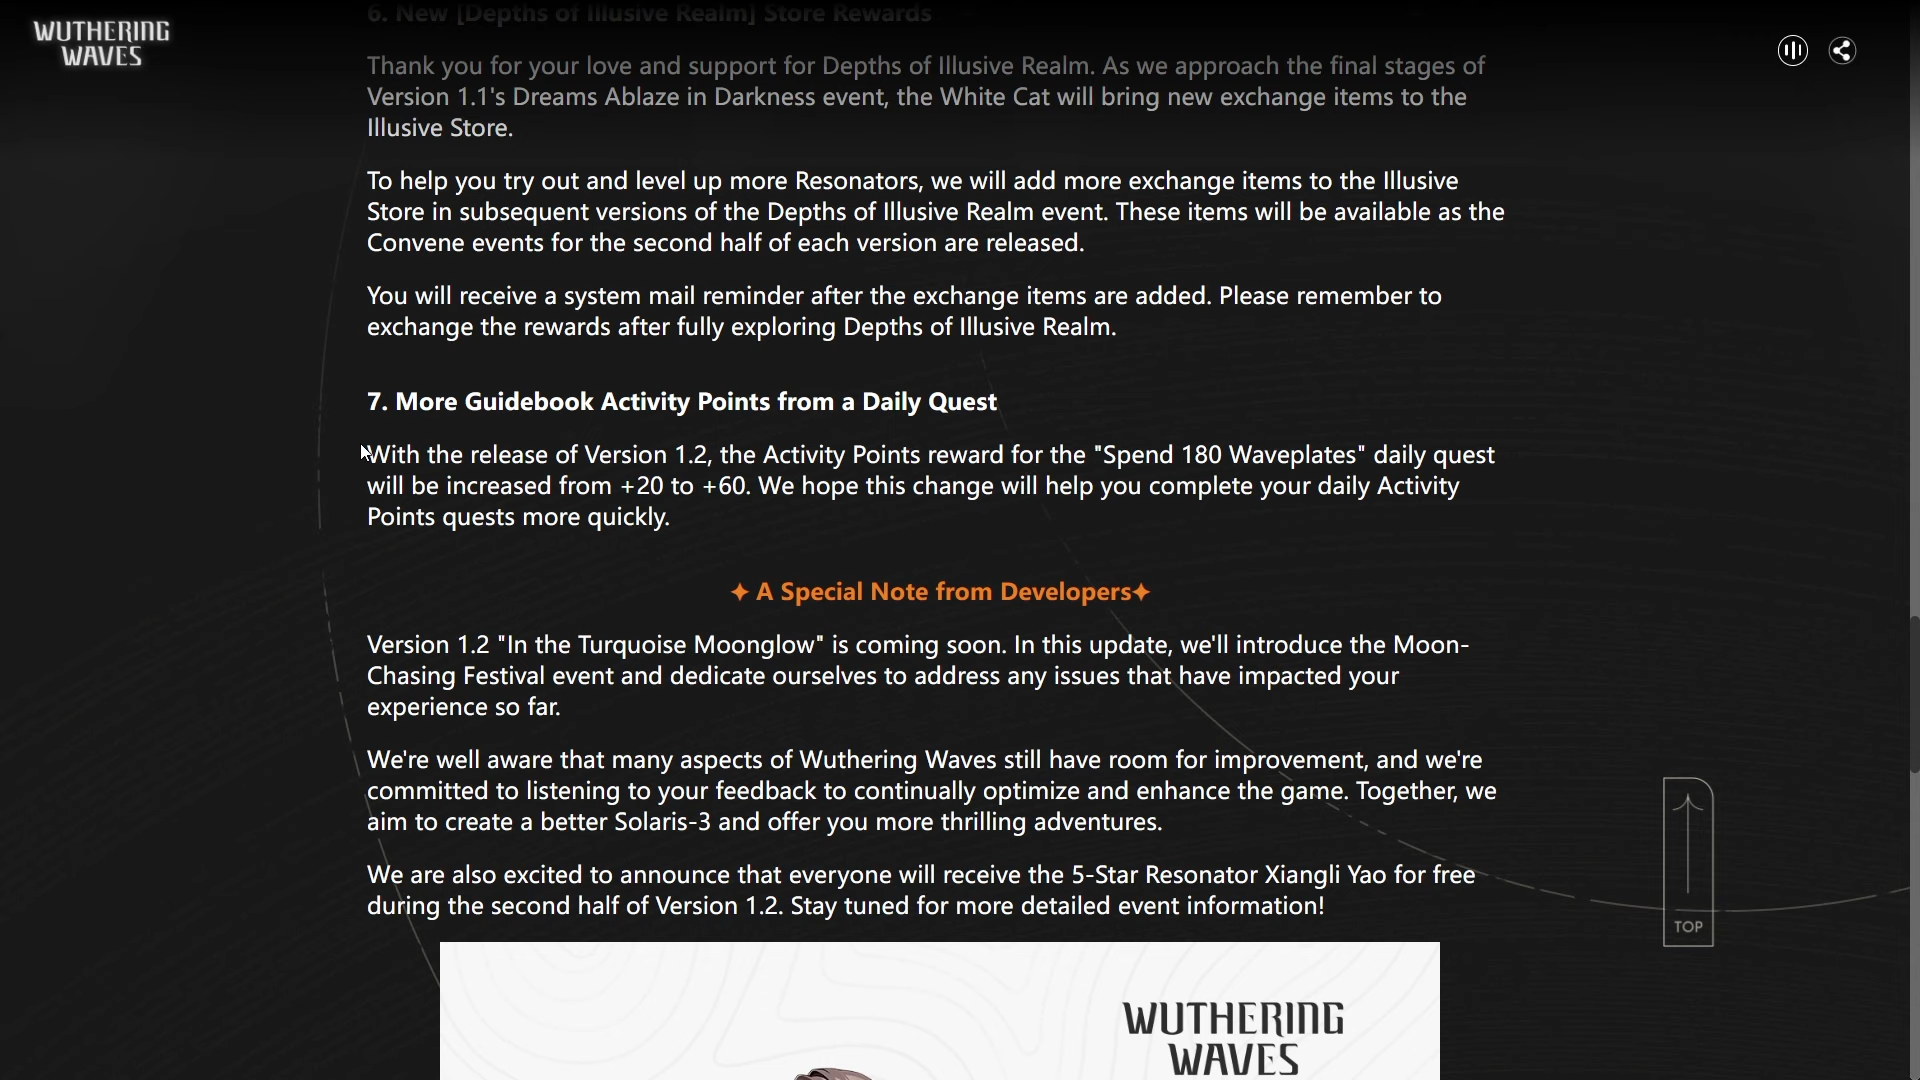 WUTHERING
WAVES
6. New [Depths of Illusive Realm] Store Rewards
Thank you for your love and support for Depths of Illusive Realm. As we approach the final stages of
Version 1.1's Dreams Ablaze in Darkness event, the White Cat will bring new exchange items to the
Illusive Store.
To help you try out and level up more Resonators, we will add more exchange items to the Illusive
Store in subsequent versions of the Depths of Illusive Realm event. These items will be available as the
Convene events for the second half of each version are released.
You will receive a system mail reminder after the exchange items are added. Please remember to
exchange the rewards after fully exploring Depths of Illusive Realm.
7. More Guidebook Activity Points from a Daily Quest
With the release of Version 1.2, the Activity Points reward for the "Spend 180 Waveplates" daily quest
will be increased from +20 to +60. We hope this change will help you complete your daily Activity
Points quests more quickly.
✦ A Special Note from Developers✦
Version 1.2 "In the Turquoise Moonglow" is coming soon. In this update, we'll introduce the Moon-
Chasing Festival event and dedicate ourselves to address any issues that have impacted your
experience so far.
We're well aware that many aspects of Wuthering Waves still have room for improvement, and we're
committed to listening to your feedback to continually optimize and enhance the game. Together, we
aim to create a better Solaris-3 and offer you more thrilling adventures.
We are also excited to announce that everyone will receive the 5-Star Resonator Xiangli Yao for free
during the second half of Version 1.2. Stay tuned for more detailed event information!
TOP
WUTHERING
WAVES